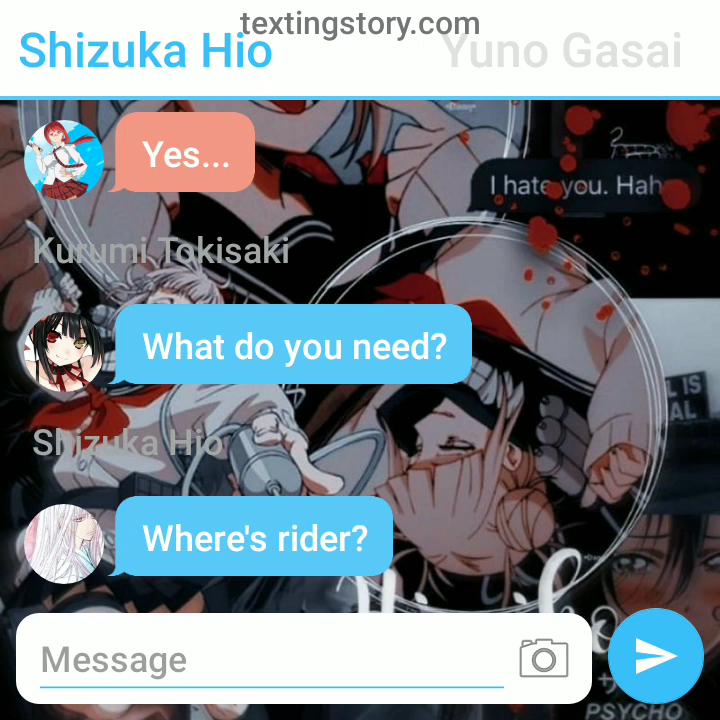 textingstory.com
Shizuka Hio
Yuno Gasai
Yes...
I hate you. Hah
Kurumi Tokisaki
What do you need?
Shizuka Hio
Where's rider?
Message
PSYCHO